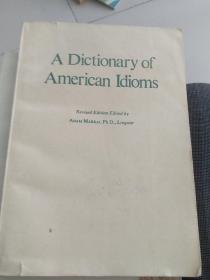 A Dictionary of
American Idioms
Revised Edition Edited by
ADAM MAKKAI, Ph. D., Linguist